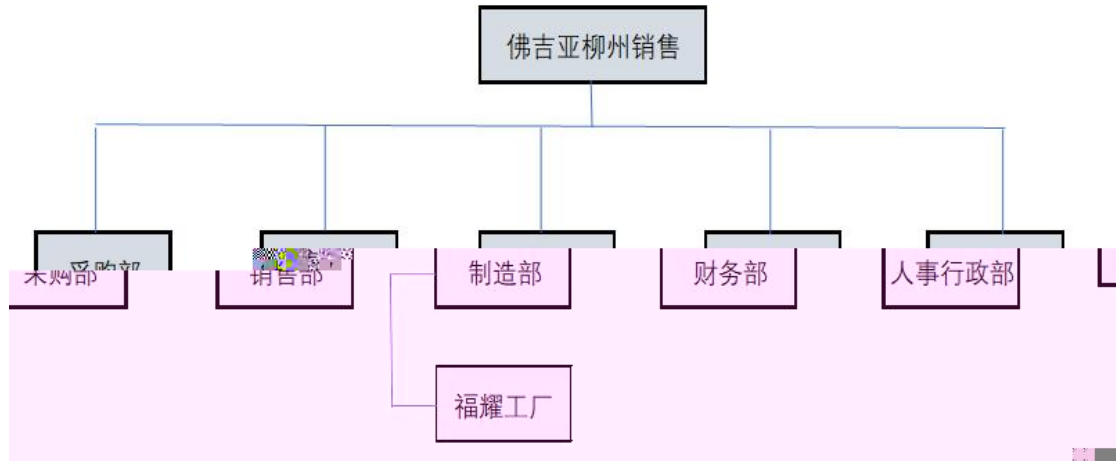 佛吉亚柳州销售
采购部
销售部
制造部
财务部
人事行政部
福耀工厂